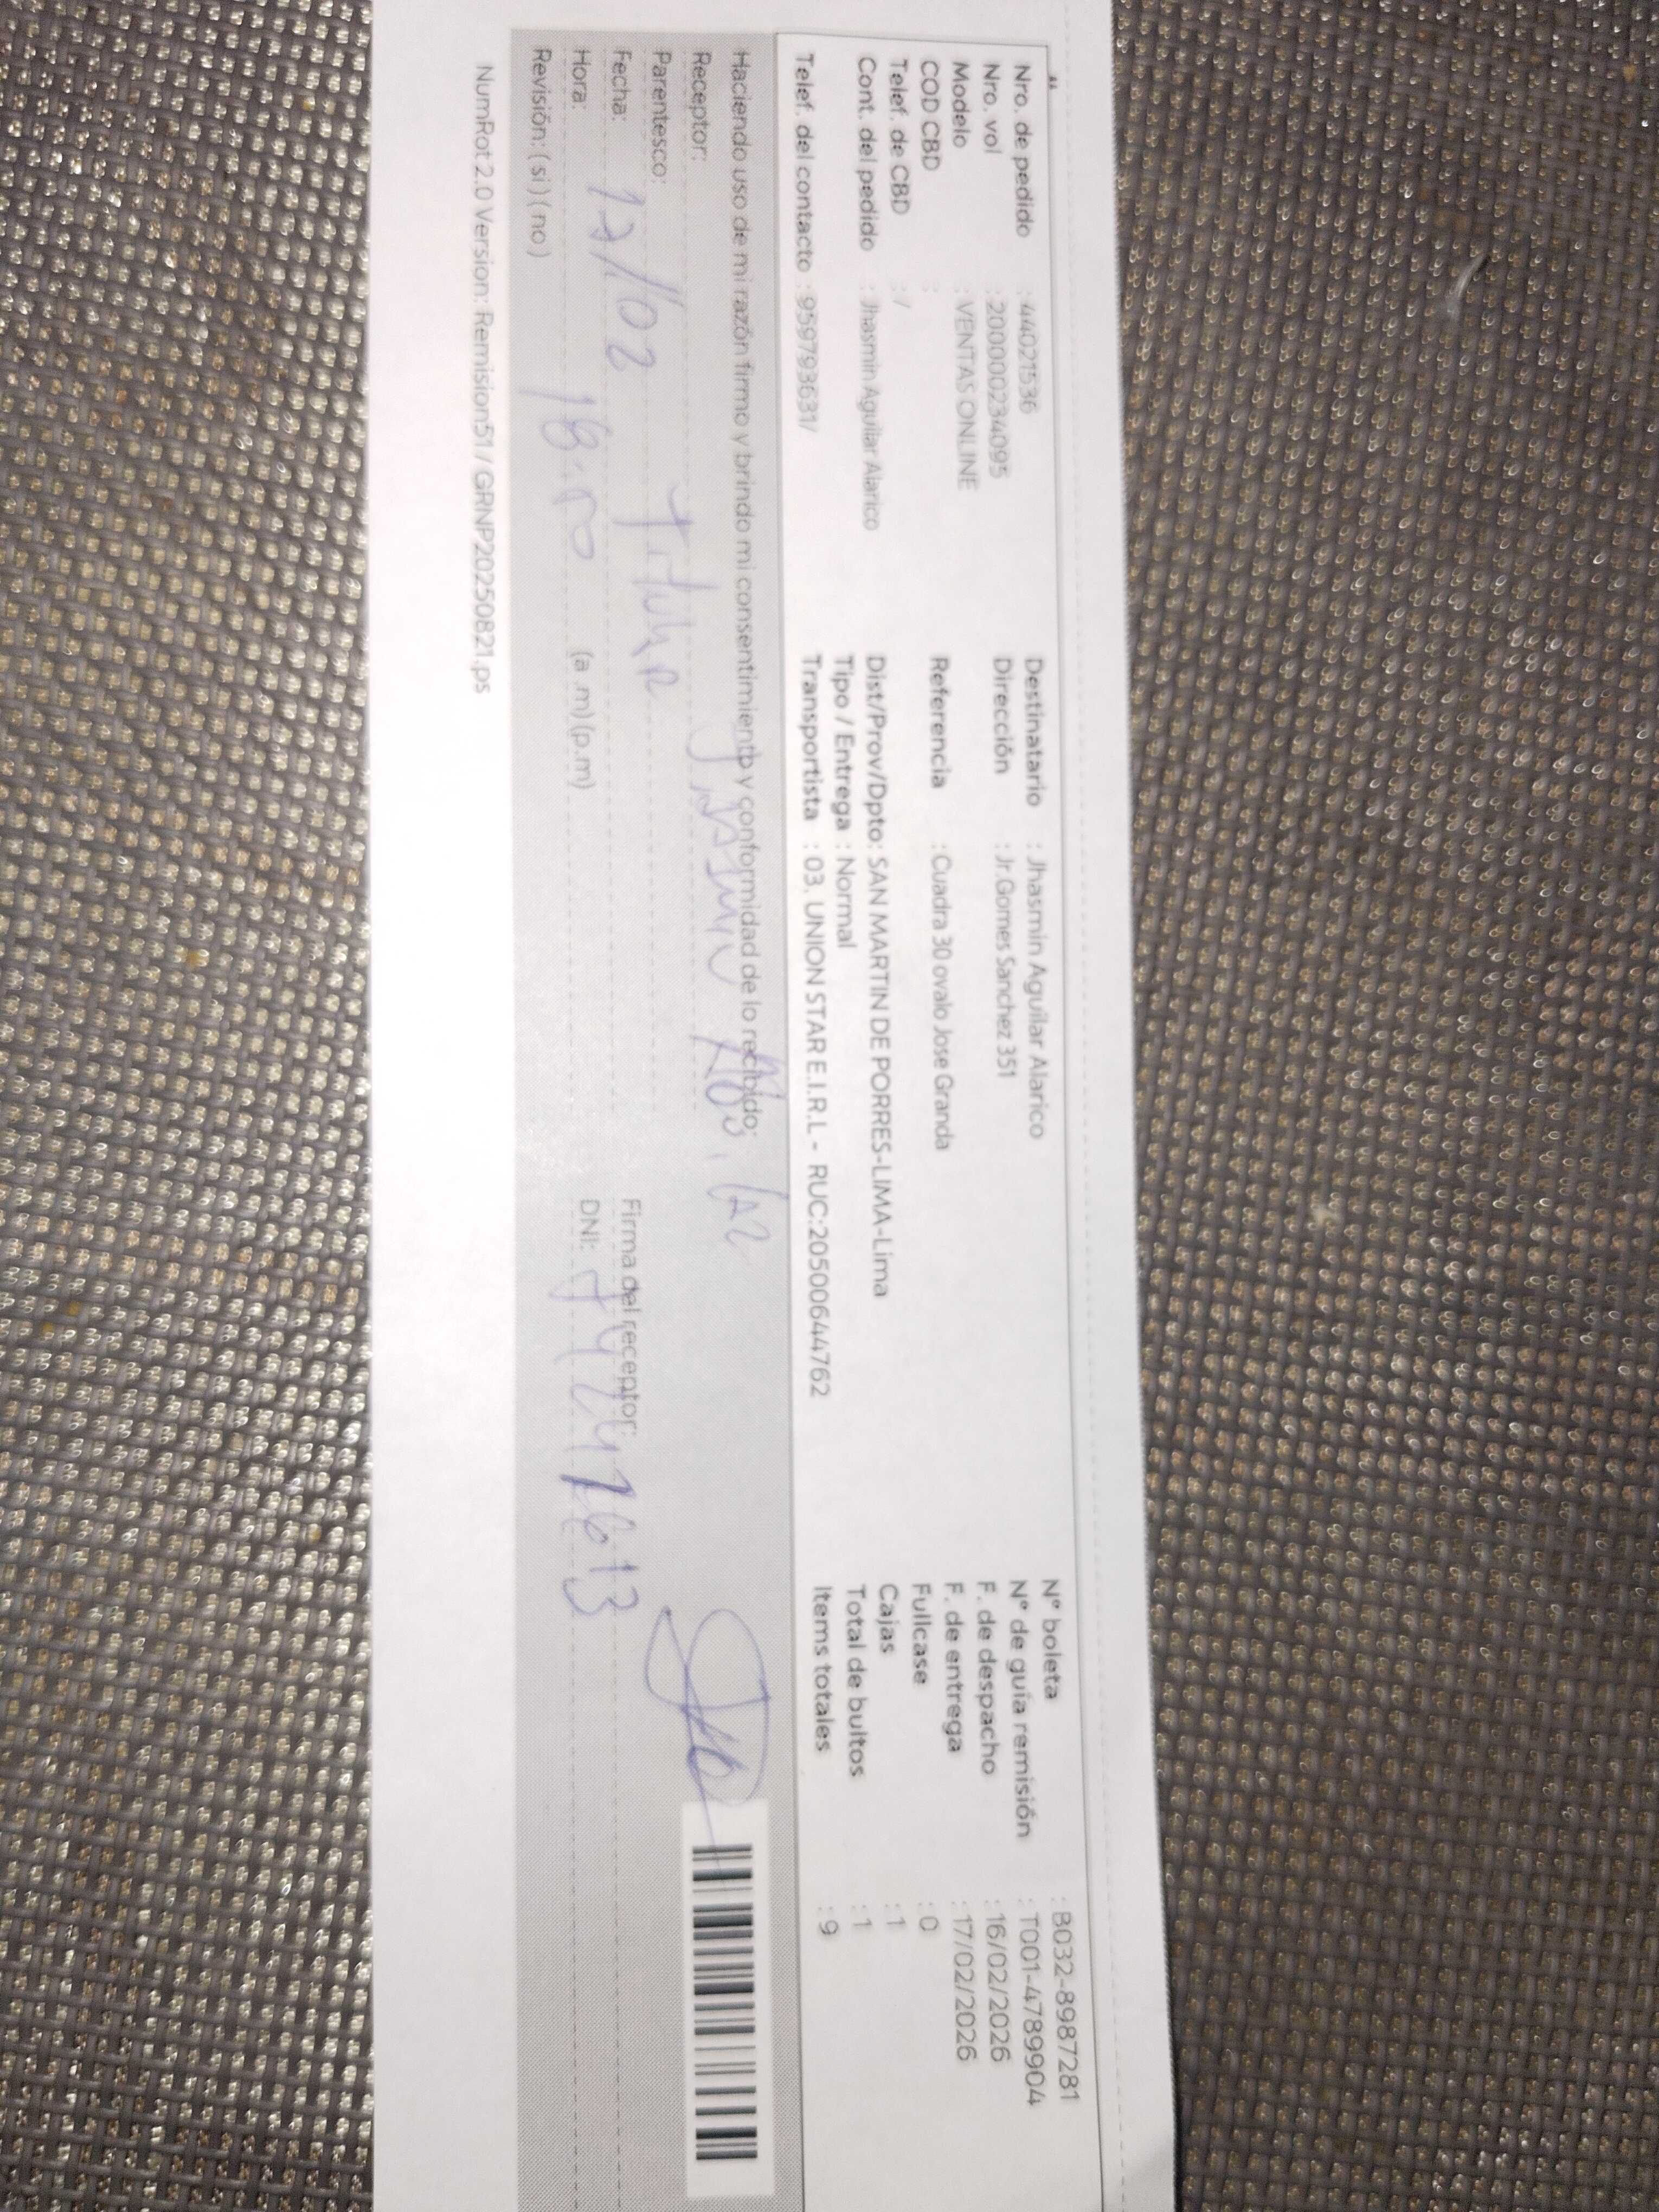 Nro. de pedido : 44021536
Nro. vol : 200000234095
Modelo : VENTAS ONLINE
COD CBD :
Telef. de CBD : /
Cont. del pedido : Jhasmin Aguilar Alarico
Telef. del contacto : 959793631/
Destinatario : Jhasmin Aguilar Alarico
Dirección : Jr.Gomes Sanchez 351
Referencia : Cuadra 30 ovalo Jose Granda
Dist/Prov/Dpto: SAN MARTIN DE PORRES-LIMA-Lima
Tipo / Entrega : Normal
Transportista : 03. UNION STAR E.I.R.L - RUC:20500644762
N° boleta : B032-8987281
N° de guia remisión : T001-47899904
F. de despacho : 16/02/2026
F. de entrega : 17/02/2026
Fullcase : 0
Cajas : 1
Total de bultos : 1
Items totales : 9
Haciendo uso de mi razón firmo y brindo mi consentimiento y conformidad de lo recibido:
Receptor:
Parentesco: Titular
Fecha: 17/02
Hora: (a .m)(p.m)
Revisión: ( si ) ( no )
Firma del receptor:
DNI:
NumRot 2.0 Version: Remision51 / GRNP20250821.ps